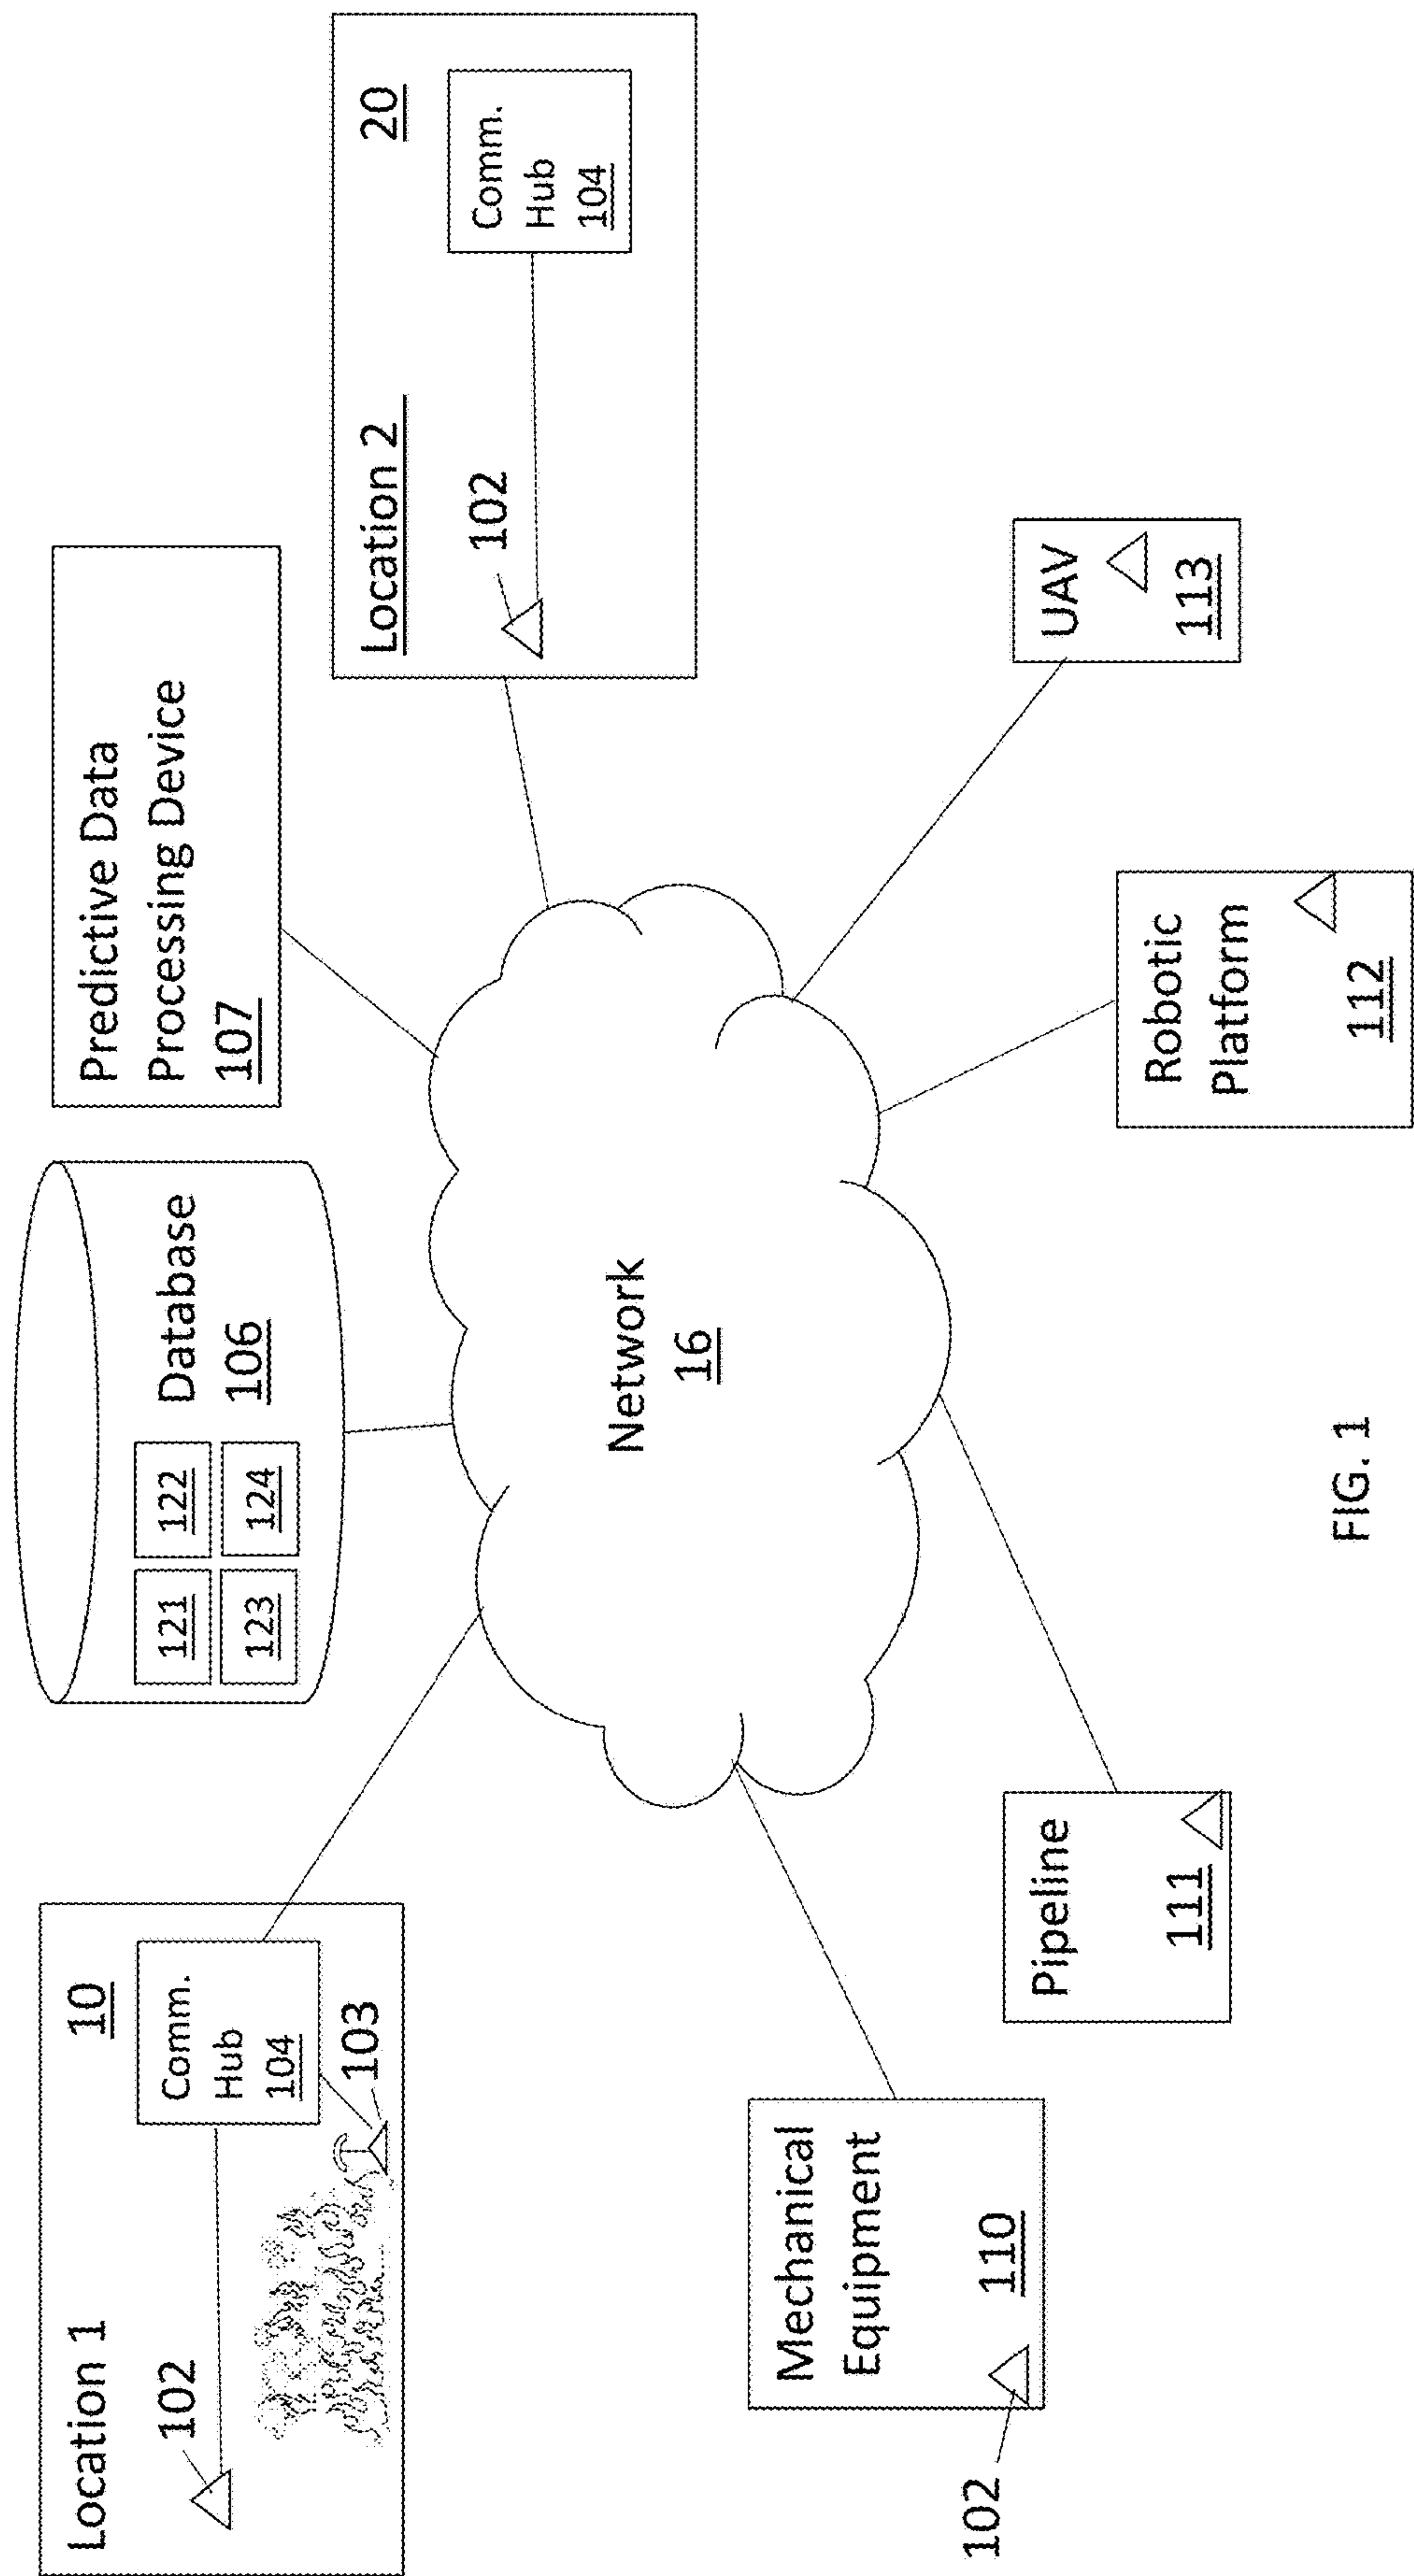 Location 1
10
102
Comm.
Hub
104
103
121
122
123
124
Database
106
Predictive Data
Processing Device
107
Location 2
20
102
Comm.
Hub
104
Network
16
Mechanical
Equipment
110
102
Pipeline
111
Robotic
Platform
112
UAV
113
FIG. 1